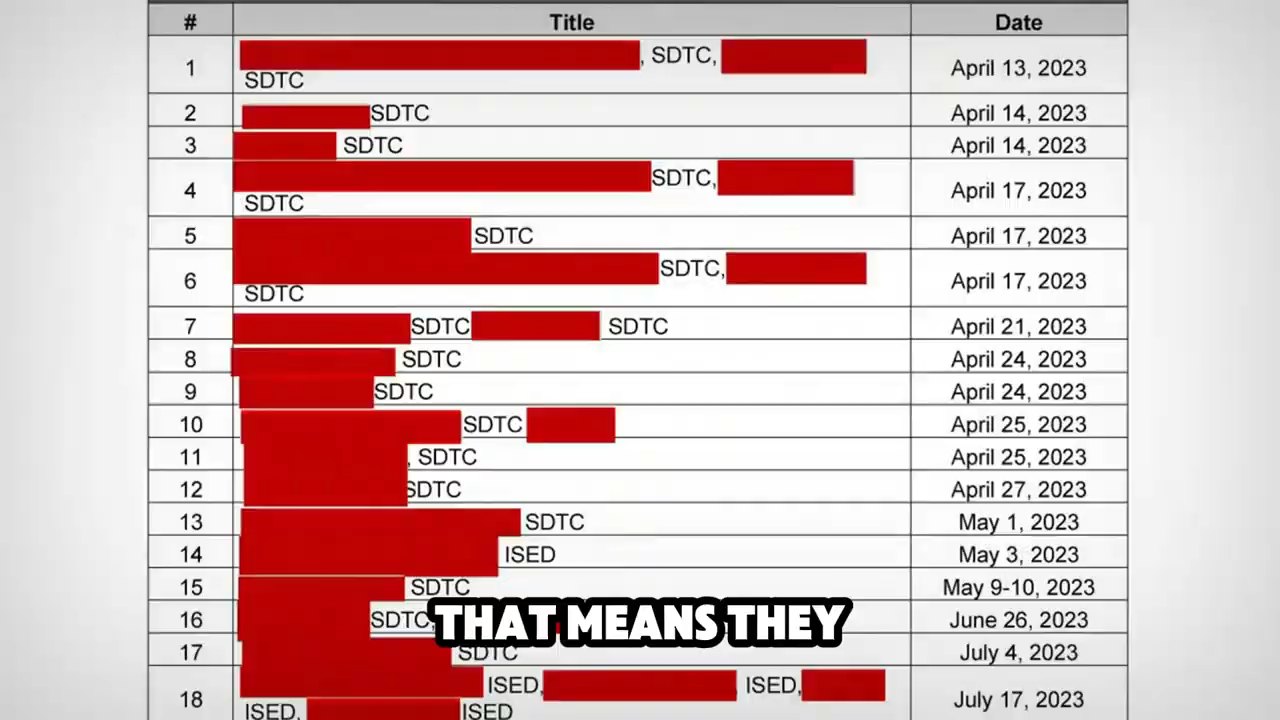 # Title Date
1 , SDTC, April 13, 2023
SDTC
2 SDTC April 14, 2023
3 SDTC April 14, 2023
4 SDTC, April 17, 2023
SDTC
5 SDTC April 17, 2023
6 SDTC, April 17, 2023
SDTC
7 SDTC SDTC April 21, 2023
8 SDTC April 24, 2023
9 SDTC April 24, 2023
10 SDTC April 25, 2023
11 , SDTC April 25, 2023
12 SDTC April 27, 2023
13 SDTC May 1, 2023
14 ISED May 3, 2023
15 SDTC May 9-10, 2023
16 SDTC, June 26, 2023
THAT MEANS THEY
17 SDTC July 4, 2023
18 ISED, ISED, July 17, 2023
ISED, ISED